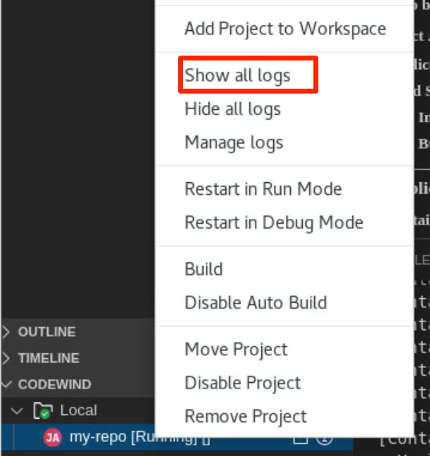 Add Project to Workspace
Show all logs
Hide all logs
Manage logs
Restart in Run Mode
Restart in Debug Mode
Build
Disable Auto Build
Move Project
Disable Project
Remove Project
OUTLINE
TIMELINE
CODEWIND
Local
JA my-repo [Running] []